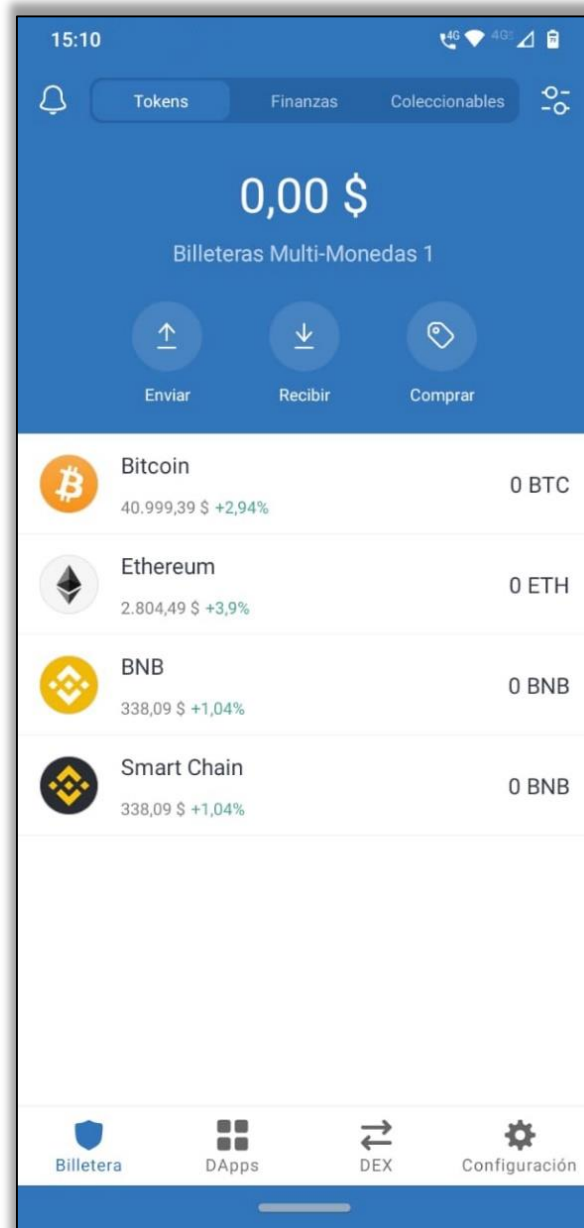 15:10
4G 4G
Tokens Finanzas Coleccionables
0,00 $
Billeteras Multi-Monedas 1
Enviar Recibir Comprar
Bitcoin
0 BTC
40.999,39 $ +2,94%
Ethereum
0 ETH
2.804,49 $ +3,9%
BNB
0 BNB
338,09 $ +1,04%
Smart Chain
0 BNB
338,09 $ +1,04%
Billetera DApps DEX Configuración